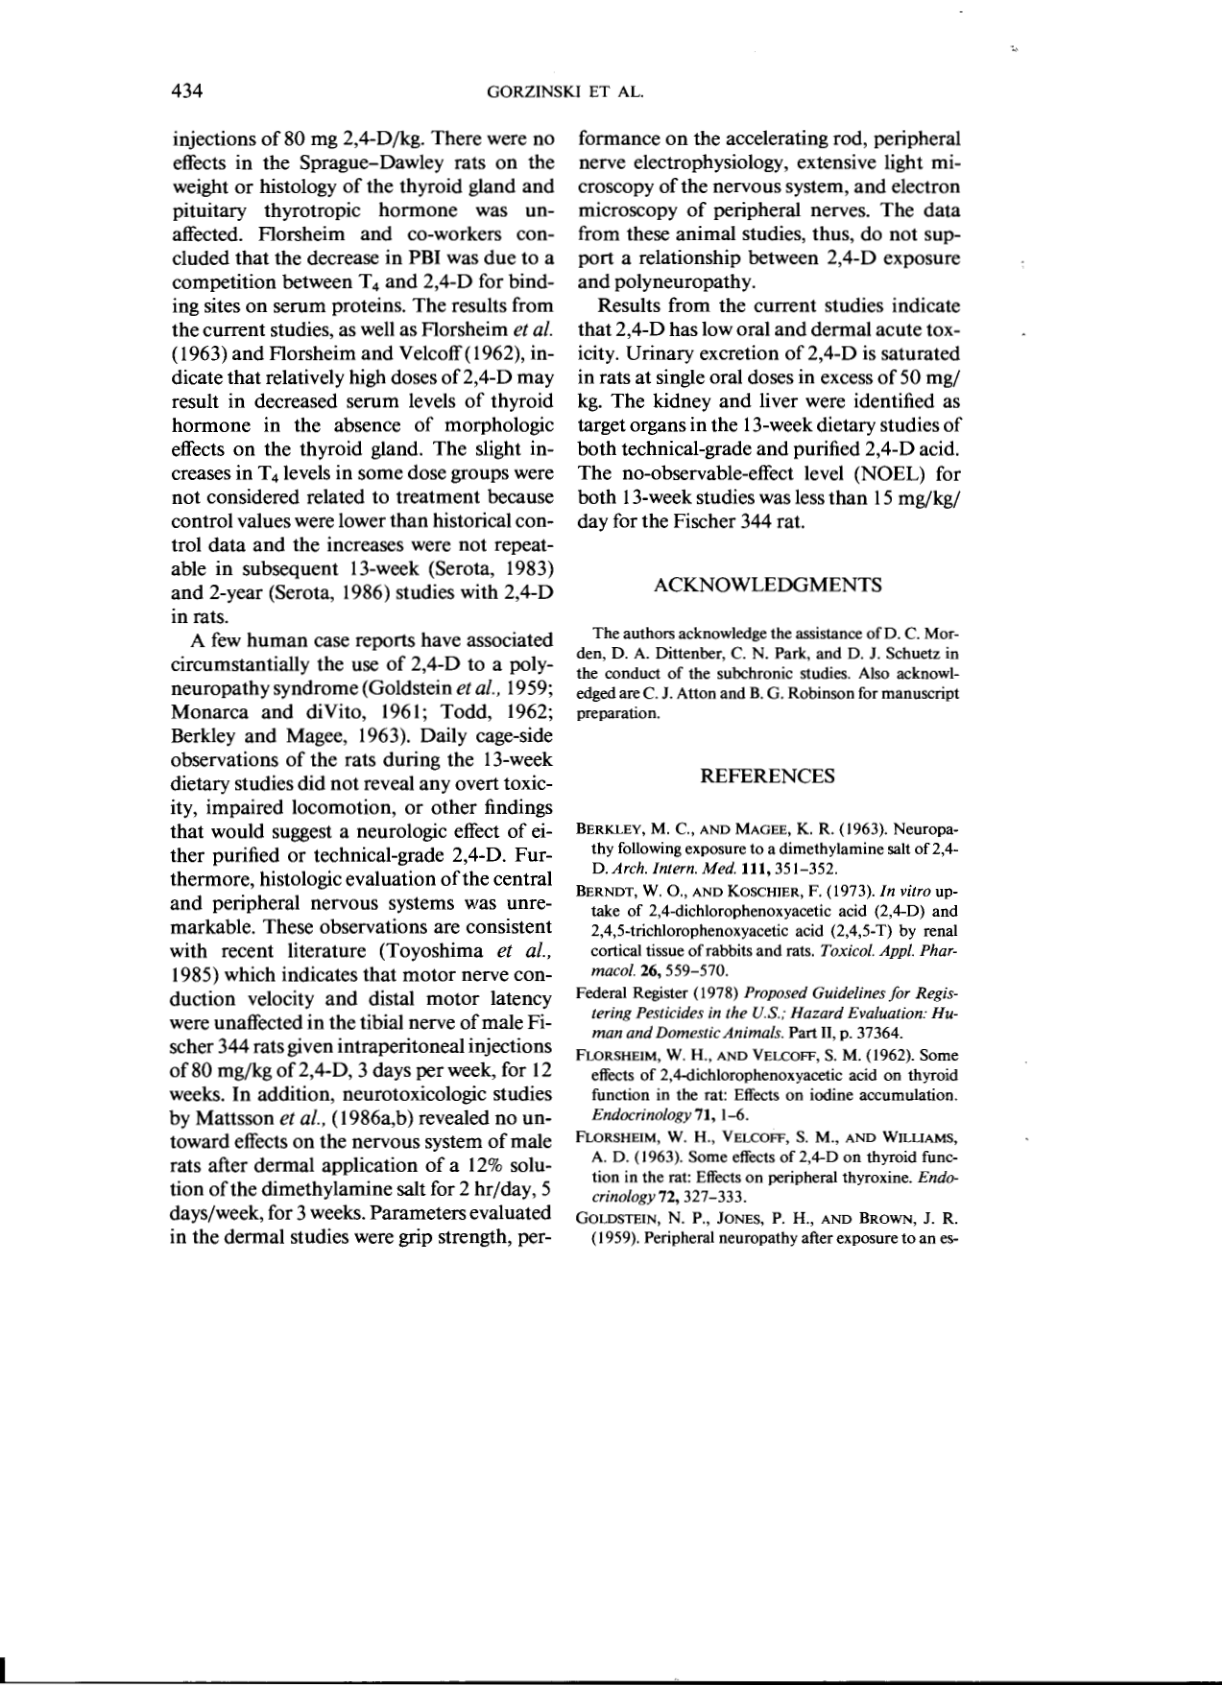 434
GORZINSKI ET AL.
injections of 80 mg 2,4-D/kg. There were no
effects in the Sprague–Dawley rats on the
weight or histology of the thyroid gland and
pituitary thyrotropic hormone was un-
affected. Florsheim and co-workers con-
cluded that the decrease in PBI was due to a
competition between T₄ and 2,4-D for bind-
ing sites on serum proteins. The results from
the current studies, as well as Florsheim et al.
(1963) and Florsheim and Velcoff (1962), in-
dicate that relatively high doses of 2,4-D may
result in decreased serum levels of thyroid
hormone in the absence of morphologic
effects on the thyroid gland. The slight in-
creases in T₄ levels in some dose groups were
not considered related to treatment because
control values were lower than historical con-
trol data and the increases were not repeat-
able in subsequent 13-week (Serota, 1983)
and 2-year (Serota, 1986) studies with 2,4-D
in rats.
A few human case reports have associated
circumstantially the use of 2,4-D to a poly-
neuropathy syndrome (Goldstein et al., 1959;
Monarca and diVito, 1961; Todd, 1962;
Berkley and Magee, 1963). Daily cage-side
observations of the rats during the 13-week
dietary studies did not reveal any overt toxic-
ity, impaired locomotion, or other findings
that would suggest a neurologic effect of ei-
ther purified or technical-grade 2,4-D. Fur-
thermore, histologic evaluation of the central
and peripheral nervous systems was unre-
markable. These observations are consistent
with recent literature (Toyoshima et al.,
1985) which indicates that motor nerve con-
duction velocity and distal motor latency
were unaffected in the tibial nerve of male Fi-
scher 344 rats given intraperitoneal injections
of 80 mg/kg of 2,4-D, 3 days per week, for 12
weeks. In addition, neurotoxicologic studies
by Mattsson et al., (1986a,b) revealed no un-
toward effects on the nervous system of male
rats after dermal application of a 12% solu-
tion of the dimethylamine salt for 2 hr/day, 5
days/week, for 3 weeks. Parameters evaluated
in the dermal studies were grip strength, per-
formance on the accelerating rod, peripheral
nerve electrophysiology, extensive light mi-
croscopy of the nervous system, and electron
microscopy of peripheral nerves. The data
from these animal studies, thus, do not sup-
port a relationship between 2,4-D exposure
and polyneuropathy.
Results from the current studies indicate
that 2,4-D has low oral and dermal acute tox-
icity. Urinary excretion of 2,4-D is saturated
in rats at single oral doses in excess of 50 mg/
kg. The kidney and liver were identified as
target organs in the 13-week dietary studies of
both technical-grade and purified 2,4-D acid.
The no-observable-effect level (NOEL) for
both 13-week studies was less than 15 mg/kg/
day for the Fischer 344 rat.
ACKNOWLEDGMENTS
The authors acknowledge the assistance of D. C. Mor-
den, D. A. Dittenber, C. N. Park, and D. J. Schuetz in
the conduct of the subchronic studies. Also acknowl-
edged are C. J. Atton and B. G. Robinson for manuscript
preparation.
REFERENCES
BERKLEY, M. C., AND MAGEE, K. R. (1963). Neuropa-
thy following exposure to a dimethylamine salt of 2,4-
D. Arch. Intern. Med. 111, 351–352.
BERNDT, W. O., AND KOSCHIER, F. (1973). In vitro up-
take of 2,4-dichlorophenoxyacetic acid (2,4-D) and
2,4,5-trichlorophenoxyacetic acid (2,4,5-T) by renal
cortical tissue of rabbits and rats. Toxicol. Appl. Phar-
macol. 26, 559–570.
Federal Register (1978) Proposed Guidelines for Regis-
tering Pesticides in the U.S.; Hazard Evaluation: Hu-
man and Domestic Animals. Part II, p. 37364.
FLORSHEIM, W. H., AND VELCOFF, S. M. (1962). Some
effects of 2,4-dichlorophenoxyacetic acid on thyroid
function in the rat: Effects on iodine accumulation.
Endocrinology 71, 1–6.
FLORSHEIM, W. H., VELCOFF, S. M., AND WILLIAMS,
A. D. (1963). Some effects of 2,4-D on thyroid func-
tion in the rat: Effects on peripheral thyroxine. Endo-
crinology 72, 327–333.
GOLDSTEIN, N. P., JONES, P. H., AND BROWN, J. R.
(1959). Peripheral neuropathy after exposure to an es-